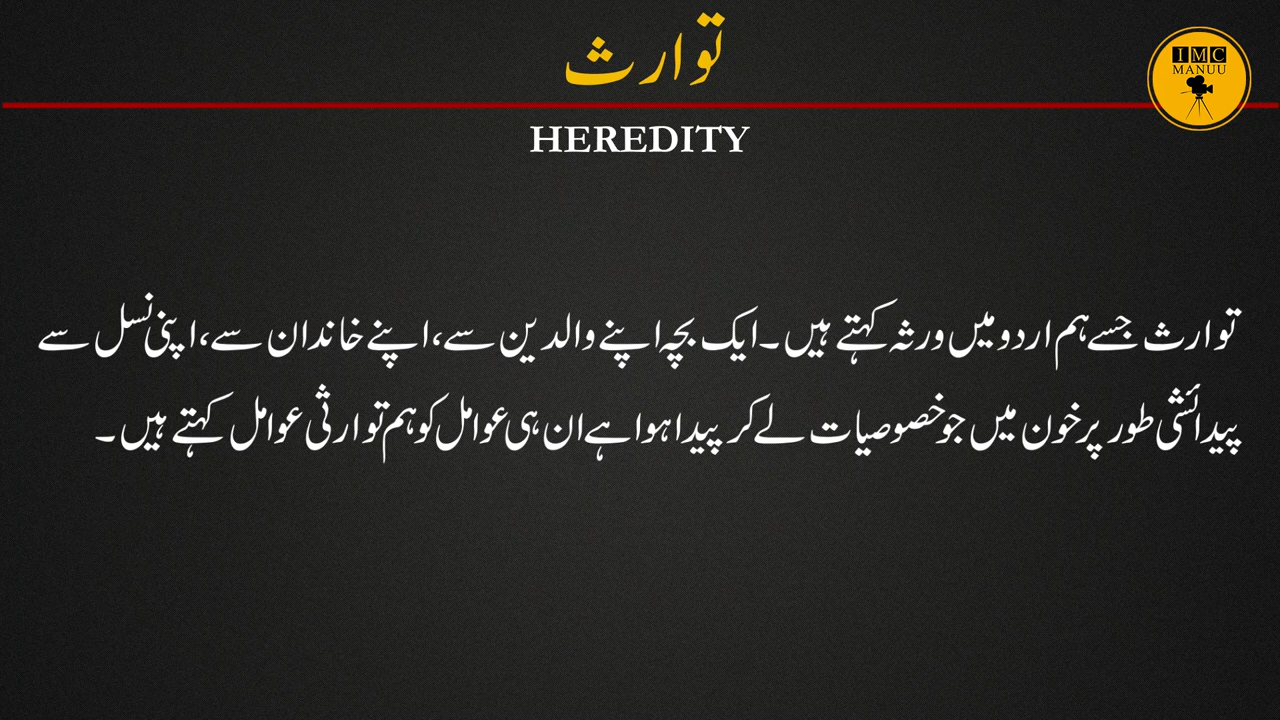 توارث
IMC
MANUU
HEREDITY
توارث جسے ہم اردو میں ورثہ کہتے ہیں۔ ایک بچہ اپنے والدین سے، اپنے خاندان سے، اپنی نسل سے
پیدائشی طور پر خون میں جو خصوصیات لے کر پیدا ہوا ہے ان ہی عوامل کو ہم توارثی عوامل کہتے ہیں۔